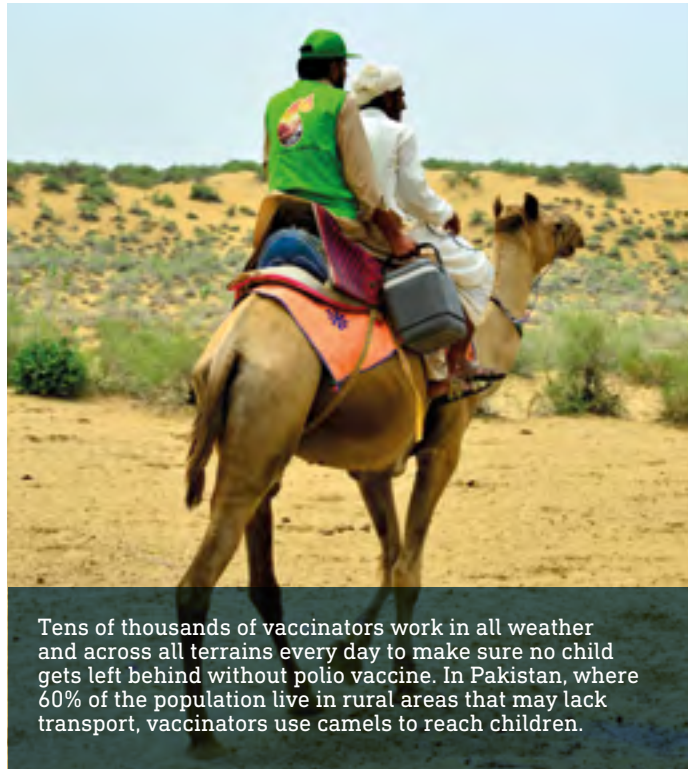 Tens of thousands of vaccinators work in all weather
and across all terrains every day to make sure no child
gets left behind without polio vaccine. In Pakistan, where
60% of the population live in rural areas that may lack
transport, vaccinators use camels to reach children.